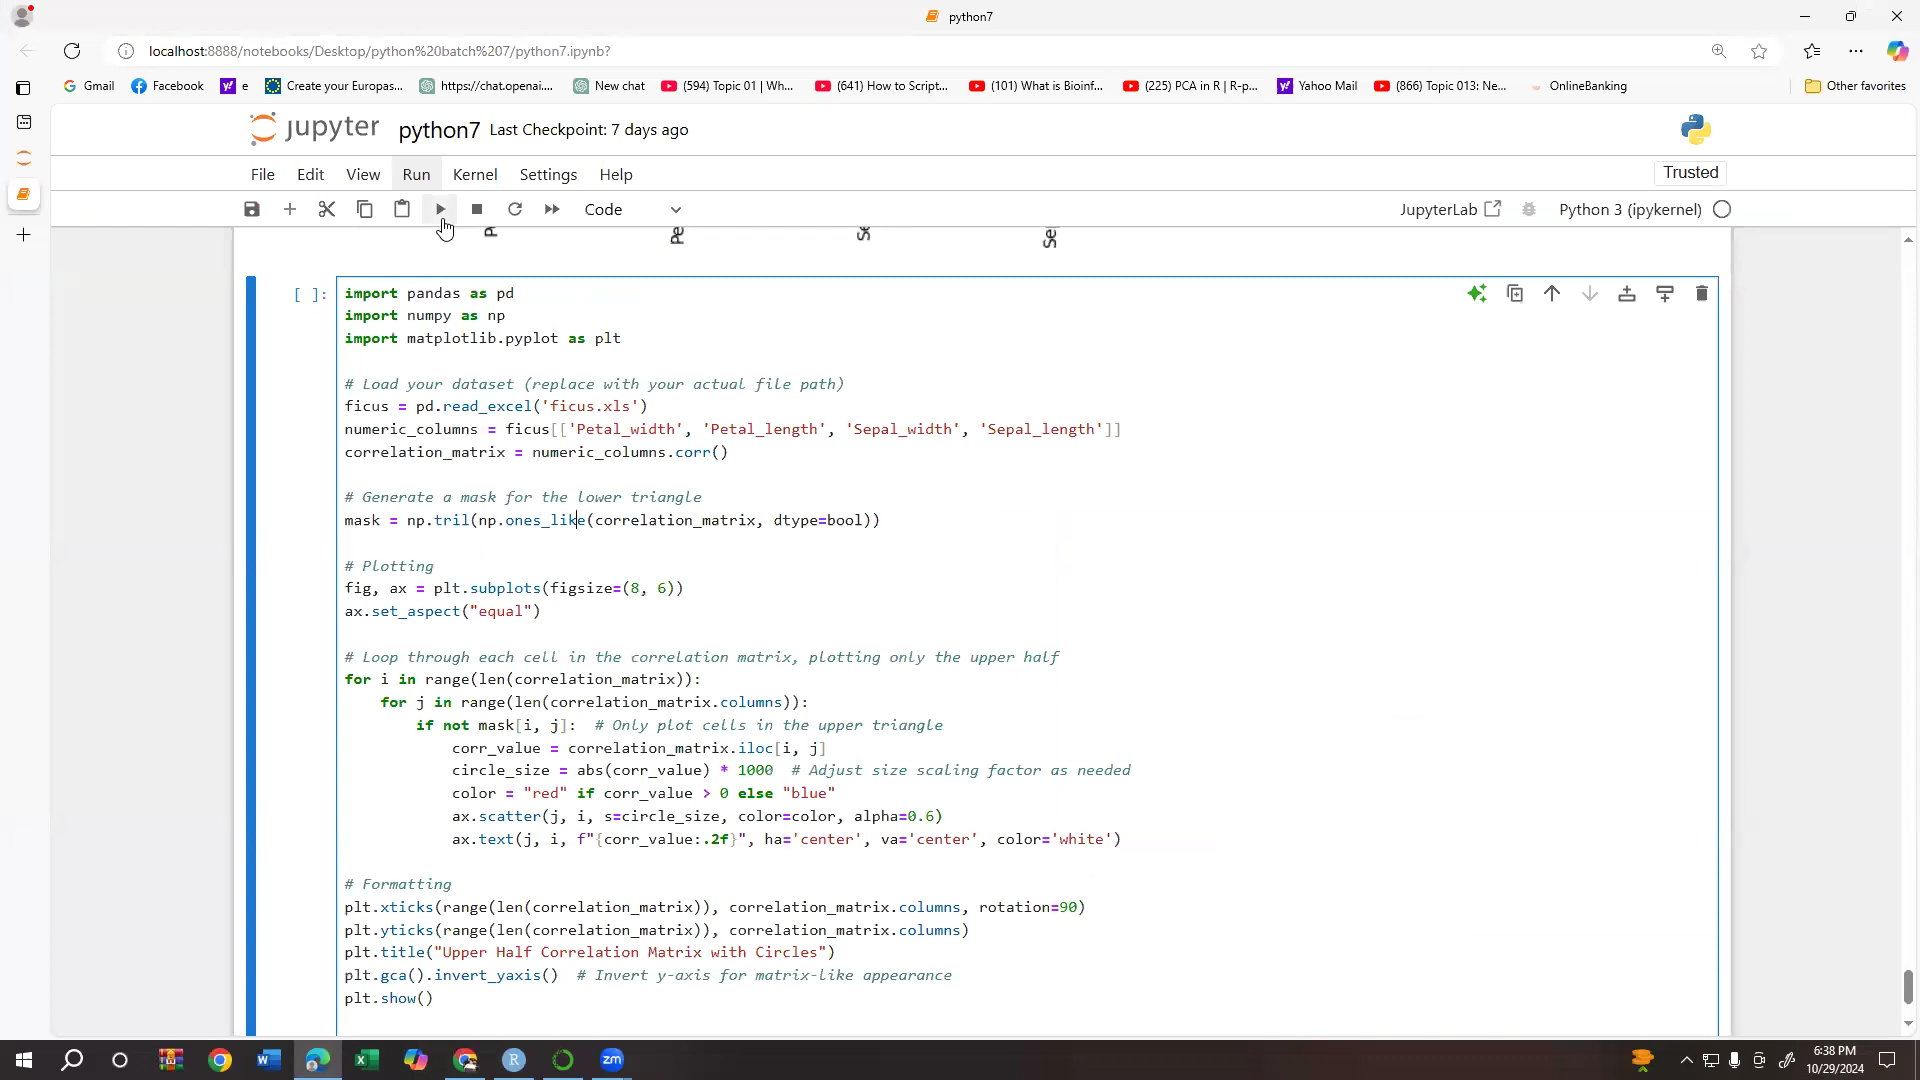 python7
localhost:8888/notebooks/Desktop/python%20batch%207/python7.ipynb?
Gmail Facebook e Create your Europas... https://chat.openai.... New chat (594) Topic 01 | Wh... (641) How to Script... (101) What is Bioinf... (225) PCA in R | R-p... Yahoo Mail (866) Topic 013: Ne... OnlineBanking Other favorites
jupyter python7 Last Checkpoint: 7 days ago
File Edit View Run Kernel Settings Help Trusted
Code JupyterLab Python 3 (ipykernel)
[ ]: import pandas as pd
import numpy as np
import matplotlib.pyplot as plt
# Load your dataset (replace with your actual file path)
ficus = pd.read_excel('ficus.xls')
numeric_columns = ficus[['Petal_width', 'Petal_length', 'Sepal_width', 'Sepal_length']]
correlation_matrix = numeric_columns.corr()
# Generate a mask for the lower triangle
mask = np.tril(np.ones_like(correlation_matrix, dtype=bool))
# Plotting
fig, ax = plt.subplots(figsize=(8, 6))
ax.set_aspect("equal")
# Loop through each cell in the correlation matrix, plotting only the upper half
for i in range(len(correlation_matrix)):
for j in range(len(correlation_matrix.columns)):
if not mask[i, j]:  # Only plot cells in the upper triangle
corr_value = correlation_matrix.iloc[i, j]
circle_size = abs(corr_value) * 1000  # Adjust size scaling factor as needed
color = "red" if corr_value > 0 else "blue"
ax.scatter(j, i, s=circle_size, color=color, alpha=0.6)
ax.text(j, i, f"{corr_value:.2f}", ha='center', va='center', color='white')
# Formatting
plt.xticks(range(len(correlation_matrix)), correlation_matrix.columns, rotation=90)
plt.yticks(range(len(correlation_matrix)), correlation_matrix.columns)
plt.title("Upper Half Correlation Matrix with Circles")
plt.gca().invert_yaxis()  # Invert y-axis for matrix-like appearance
plt.show()
6:38 PM
10/29/2024